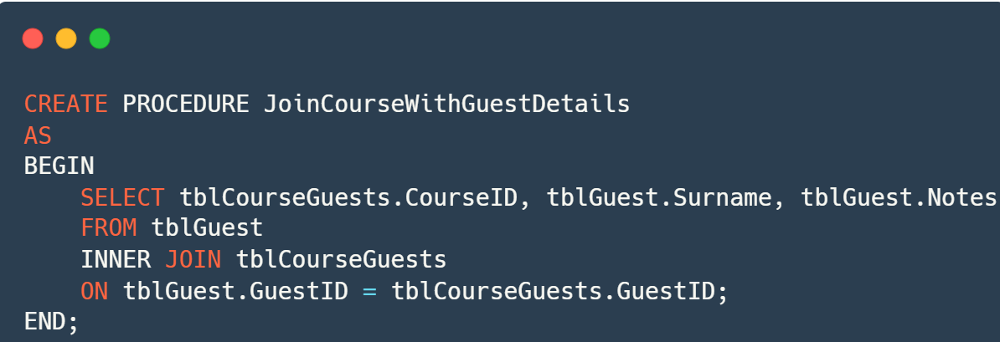 CREATE PROCEDURE JoinCourseWithGuestDetails
AS
BEGIN
    SELECT tblCourseGuests.CourseID, tblGuest.Surname, tblGuest.Notes
    FROM tblGuest
    INNER JOIN tblCourseGuests
    ON tblGuest.GuestID = tblCourseGuests.GuestID;
END;